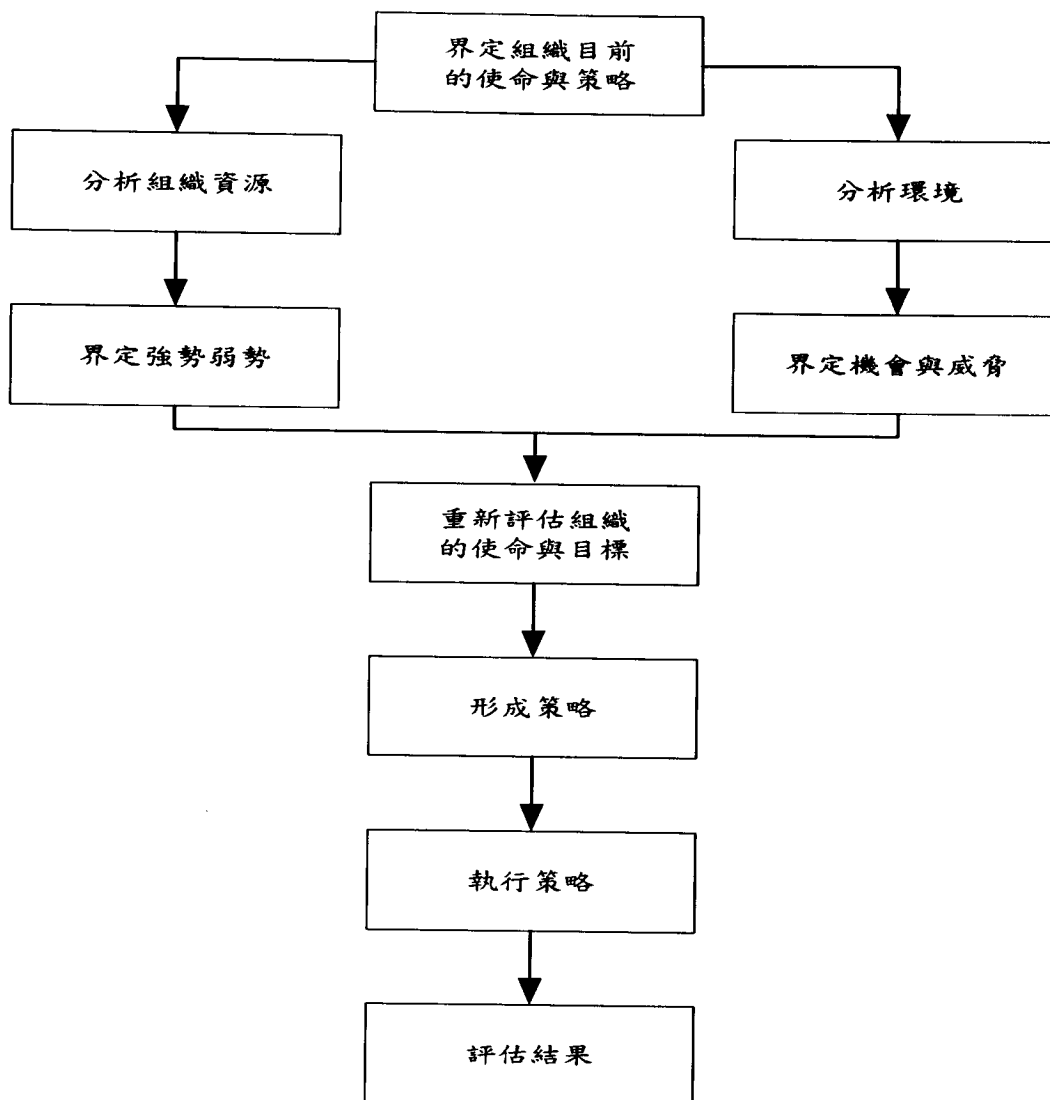 界定組織目前
的使命與策略
分析組織資源
分析環境
界定強勢弱勢
界定機會與威脅
重新評估組織
的使命與目標
形成策略
執行策略
評估結果